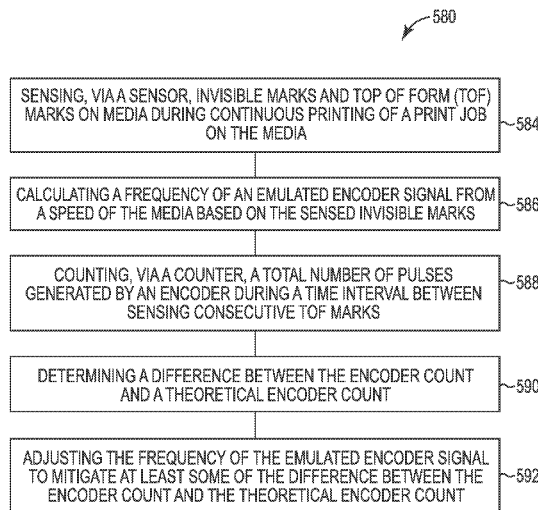 580
SENSING, VIA A SENSOR, INVISIBLE MARKS AND TOP OF FORM (TOF)
MARKS ON MEDIA DURING CONTINUOUS PRINTING OF A PRINT JOB
ON THE MEDIA
584
CALCULATING A FREQUENCY OF AN EMULATED ENCODER SIGNAL FROM
A SPEED OF THE MEDIA BASED ON THE SENSED INVISIBLE MARKS
586
COUNTING, VIA A COUNTER, A TOTAL NUMBER OF PULSES
GENERATED BY AN ENCODER DURING A TIME INTERVAL BETWEEN
SENSING CONSECUTIVE TOF MARKS
588
DETERMINING A DIFFERENCE BETWEEN THE ENCODER COUNT
AND A THEORETICAL ENCODER COUNT
590
ADJUSTING THE FREQUENCY OF THE EMULATED ENCODER SIGNAL
TO MITIGATE AT LEAST SOME OF THE DIFFERENCE BETWEEN THE
ENCODER COUNT AND THE THEORETICAL ENCODER COUNT
592